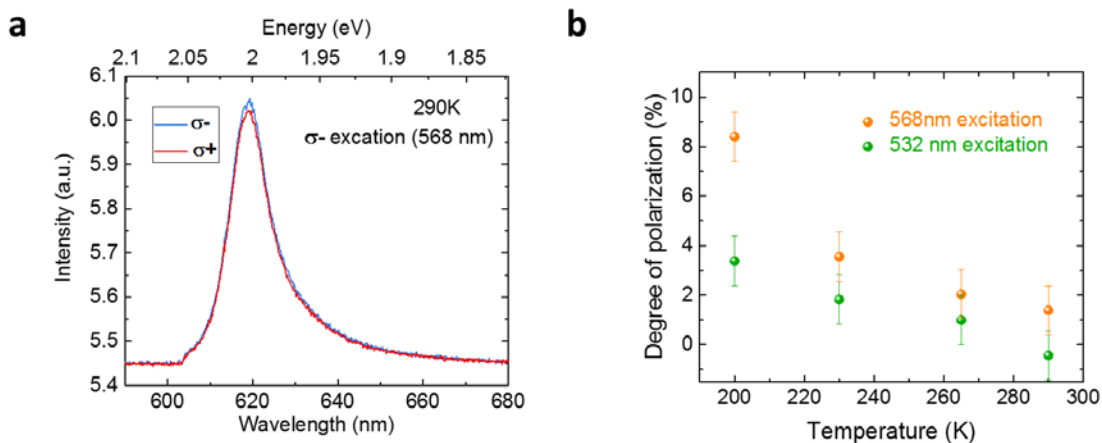 a
Energy (eV)
2.1 2.05 2 1.95 1.9 1.85
6.1
6.0
5.9
5.8
5.7
5.6
5.5
5.4
Intensity (a.u.)
σ-
σ+
290K
σ- excation (568 nm)
600 620 640 660 680
Wavelength (nm)
b
10
8
6
4
2
0
Degree of polarization (%)
568nm excitation
532 nm excitation
200 220 240 260 280 300
Temperature (K)